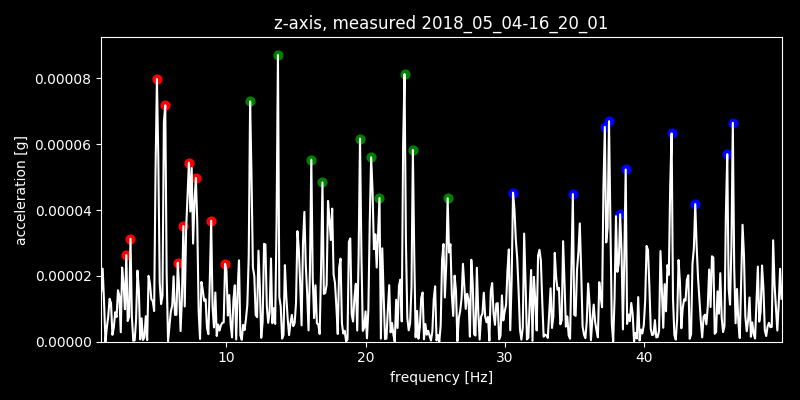 z-axis, measured 2018_05_04-16_20_01
0.00008
0.00006
0.00004
0.00002
0.00000
acceleration [g]
10 20 30 40
frequency [Hz]